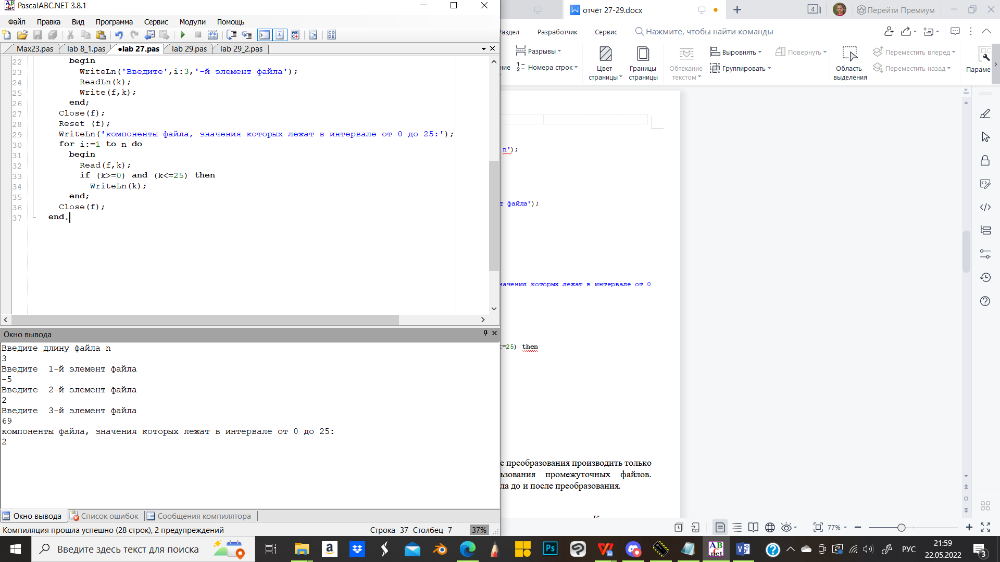 PascalABC.NET 3.8.1
Файл Правка Вид Программа Сервис Модули Помощь
Max23.pas lab 8_1.pas •lab 27.pas lab 29.pas lab 29_2.pas
22 begin
23 WriteLn('Введите',i:3,'-й элемент файла');
24 ReadLn(k);
25 Write(f,k);
26 end;
27 Close(f);
28 Reset (f);
29 WriteLn('компоненты файла, значения которых лежат в интервале от 0 до 25:');
30 for i:=1 to n do
31 begin
32 Read(f,k);
33 if (k>=0) and (k<=25) then
34 WriteLn(k);
35 end;
36 Close(f);
37 end.
Окно вывода
Введите длину файла n
3
Введите  1-й элемент файла
-5
Введите  2-й элемент файла
2
Введите  3-й элемент файла
69
компоненты файла, значения которых лежат в интервале от 0 до 25:
2
Окно вывода Список ошибок Сообщения компилятора
Компиляция прошла успешно (28 строк), 2 предупреждений Строка 37 Столбец 7 37%
отчёт 27-29.docx 4 Перейти Премиум
Раздел Разработчик Сервис Нажмите, чтобы найти команды
Разрывы
Номера строк
Цвет страницы
Границы страницы
Обтекание текстом
Выровнять
Группировать
Повернуть
Область выделения
Переместить вперед
Переместить назад
Параме
n');
т файла');
начения которых лежат в интервале от 0
<=25) then
е преобразования производить только
ьзования промежуточных файлов.
ла до и после преобразования.
77%
Введите здесь текст для поиска
РУС
21:59
22.05.2022
3